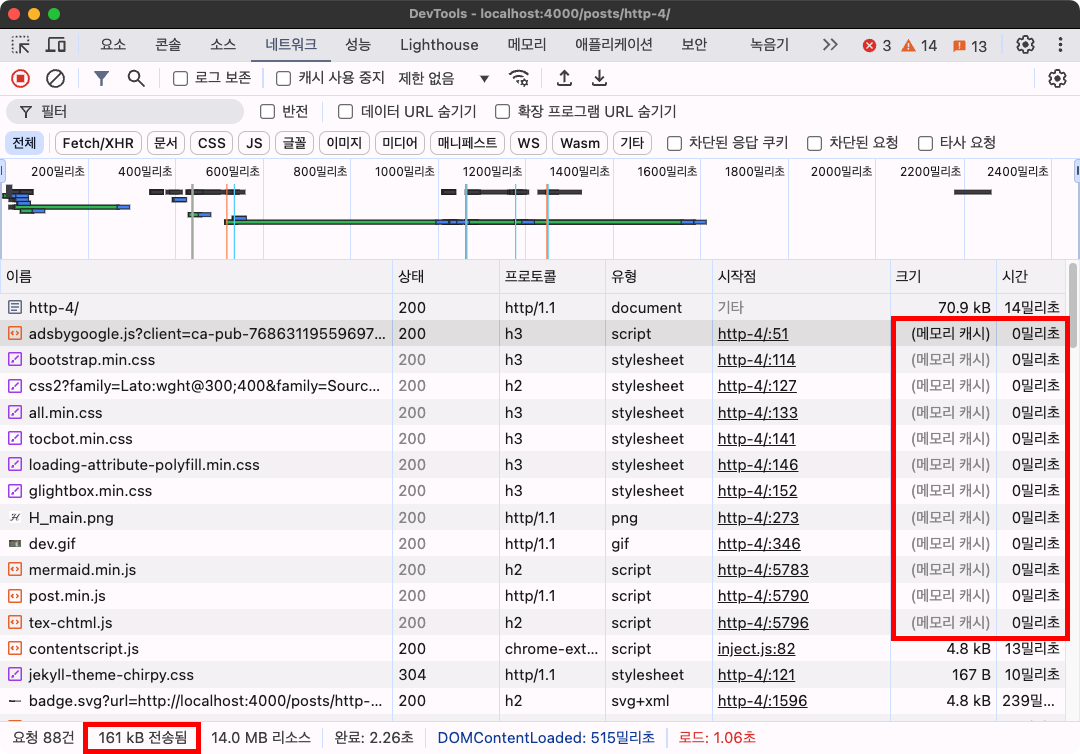 DevTools - localhost:4000/posts/http-4/
요소 콘솔 소스 네트워크 성능 Lighthouse 메모리 애플리케이션 보안 녹음기 3 14 13
로그 보존 캐시 사용 중지 제한 없음
필터 반전 데이터 URL 숨기기 확장 프로그램 URL 숨기기
전체 Fetch/XHR 문서 CSS JS 글꼴 이미지 미디어 매니페스트 WS Wasm 기타 차단된 응답 쿠키 차단된 요청 타사 요청
200밀리초 400밀리초 600밀리초 800밀리초 1000밀리초 1200밀리초 1400밀리초 1600밀리초 1800밀리초 2000밀리초 2200밀리초 2400밀리초
이름 상태 프로토콜 유형 시작점 크기 시간
http-4/ 200 http/1.1 document 기타 70.9 kB 14밀리초
adsbygoogle.js?client=ca-pub-76863119559697... 200 h3 script http-4/:51 (메모리 캐시) 0밀리초
bootstrap.min.css 200 h3 stylesheet http-4/:114 (메모리 캐시) 0밀리초
css2?family=Lato:wght@300;400&family=Sourc... 200 h2 stylesheet http-4/:127 (메모리 캐시) 0밀리초
all.min.css 200 h3 stylesheet http-4/:133 (메모리 캐시) 0밀리초
tocbot.min.css 200 h3 stylesheet http-4/:141 (메모리 캐시) 0밀리초
loading-attribute-polyfill.min.css 200 h3 stylesheet http-4/:146 (메모리 캐시) 0밀리초
glightbox.min.css 200 h3 stylesheet http-4/:152 (메모리 캐시) 0밀리초
H_main.png 200 http/1.1 png http-4/:273 (메모리 캐시) 0밀리초
dev.gif 200 http/1.1 gif http-4/:346 (메모리 캐시) 0밀리초
mermaid.min.js 200 h2 script http-4/:5783 (메모리 캐시) 0밀리초
post.min.js 200 http/1.1 script http-4/:5790 (메모리 캐시) 0밀리초
tex-chtml.js 200 h2 script http-4/:5796 (메모리 캐시) 0밀리초
contentscript.js 200 chrome-ext... script inject.js:82 4.8 kB 13밀리초
jekyll-theme-chirpy.css 304 http/1.1 stylesheet http-4/:121 167 B 10밀리초
badge.svg?url=http://localhost:4000/posts/http-... 200 h2 svg+xml http-4/:1596 4.8 kB 239밀...
요청 88건 161 kB 전송됨 14.0 MB 리소스 완료: 2.26초 DOMContentLoaded: 515밀리초 로드: 1.06초